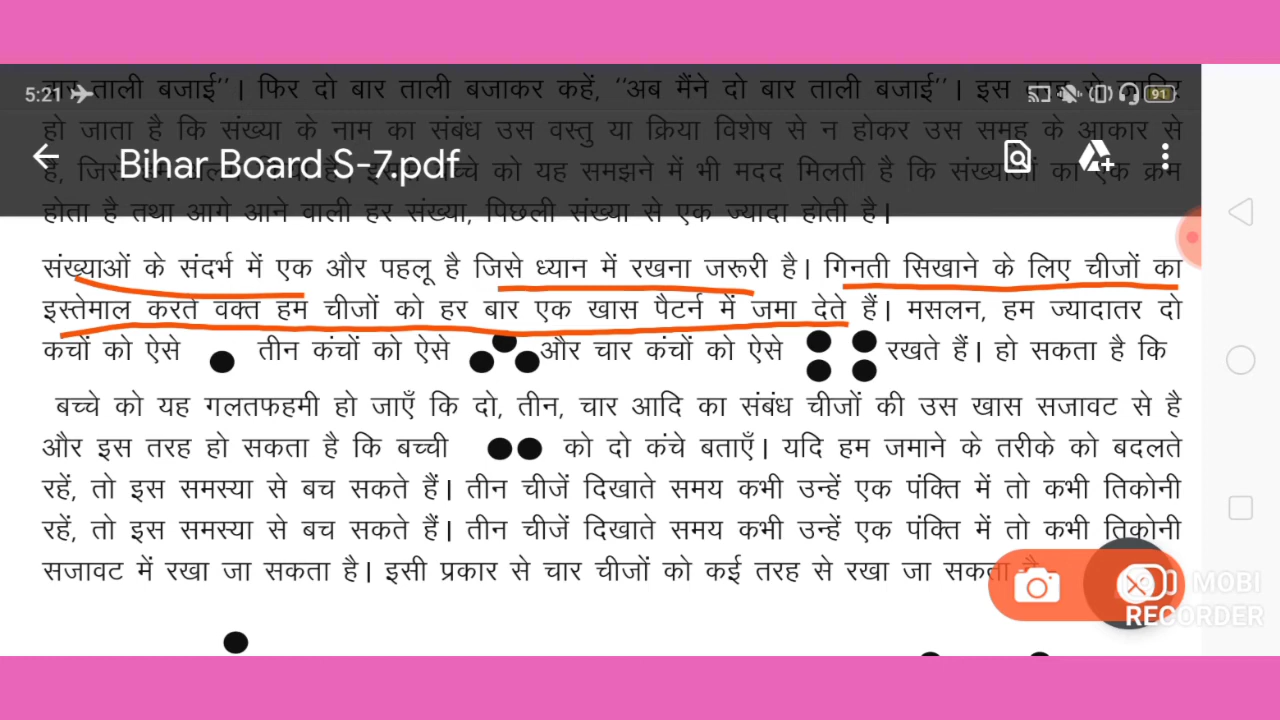 बार ताली बजाई’’। फिर दो बार ताली बजाकर कहें, ‘‘अब मैंने दो बार ताली बजाई’’। इस तरह से
5:21 91
हो जाता है कि संख्या के नाम का संबंध उस वस्तु या क्रिया विशेष से न होकर उस समूह के आकार से
Bihar Board S-7.pdf
है, बच्चे को यह समझने में भी मदद मिलती है कि संख्याओं का एक क्रम
होता है तथा आगे आने वाली हर संख्या, पिछली संख्या से एक ज्यादा होती है।
संख्याओं के संदर्भ में एक और पहलू है जिसे ध्यान में रखना जरूरी है। गिनती सिखाने के लिए चीजों का
इस्तेमाल करते वक्त हम चीजों को हर बार एक खास पैटर्न में जमा देते हैं। मसलन, हम ज्यादातर दो
कंचों को ऐसे तीन कंचों को ऐसे और चार कंचों को ऐसे रखते हैं। हो सकता है कि
बच्चे को यह गलतफहमी हो जाएँ कि दो, तीन, चार आदि का संबंध चीजों की उस खास सजावट से है
और इस तरह हो सकता है कि बच्ची को दो कंचे बताएँ। यदि हम जमाने के तरीके को बदलते
रहें, तो इस समस्या से बच सकते हैं। तीन चीजें दिखाते समय कभी उन्हें एक पंक्ति में तो कभी तिकोनी
रहें, तो इस समस्या से बच सकते हैं। तीन चीजें दिखाते समय कभी उन्हें एक पंक्ति में तो कभी तिकोनी
सजावट में रखा जा सकता है। इसी प्रकार से चार चीजों को कई तरह से रखा जा सकता है
MOBI
RECORDER